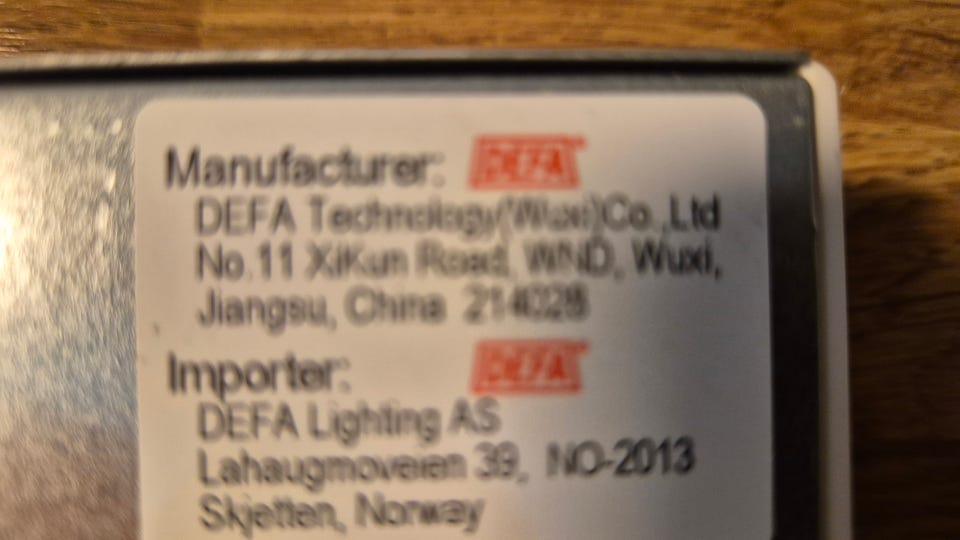 Manufacturer: DEFA
DEFA Technology(Wuxi)Co.,Ltd
No.11 XiKun Road, WND, Wuxi,
Jiangsu, China 214028
Importer: DEFA
DEFA Lighting AS
Lahaugmoveien 39, NO-2013
Skjetten, Norway